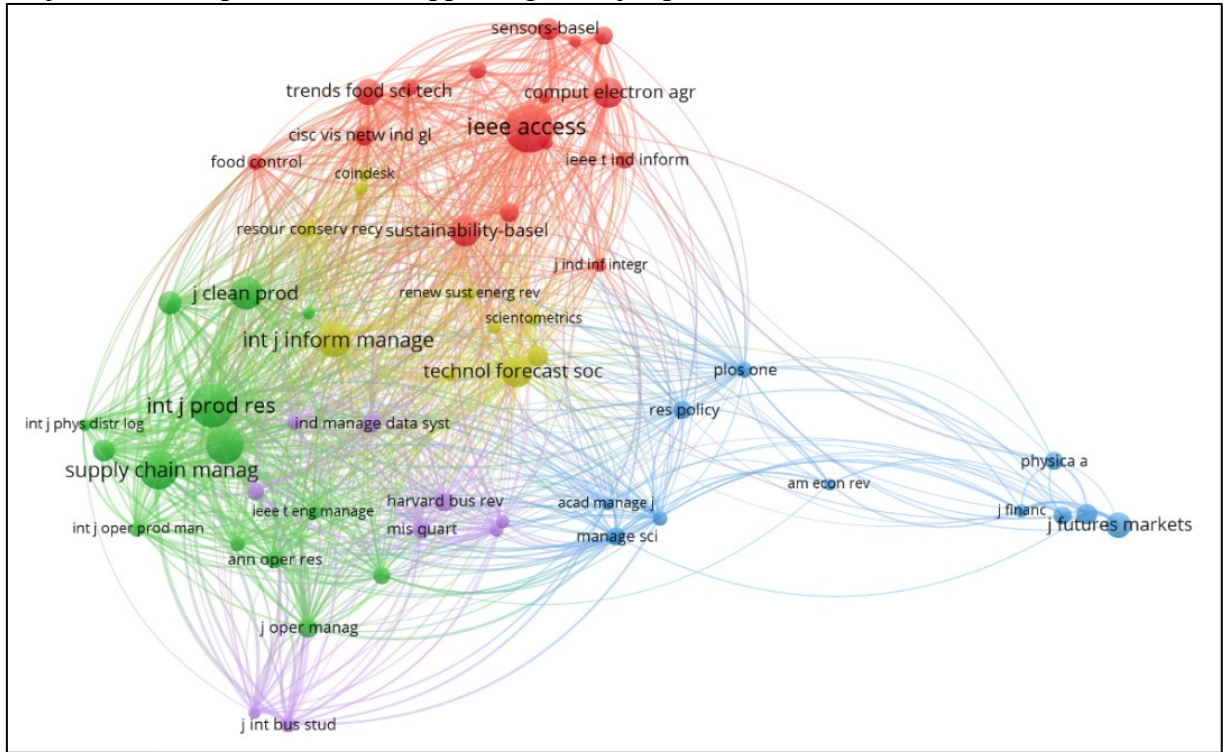 sensors-basel
trends food sci tech
comput electron agr
ieee access
cisc vis netw ind gl
food control
ieee t ind inform
coindesk
resour conserv recy
sustainability-basel
j ind inf integr
j clean prod
renew sust energ rev
scientometrics
int j inform manage
technol forecast soc
plos one
int j prod res
res policy
int j phys distr log
ind manage data syst
supply chain manag
physica a
am econ rev
harvard bus rev
acad manage j
ieee t eng manage
j financ
int j oper prod man
mis quart
manage sci
j futures markets
ann oper res
j oper manag
j int bus stud